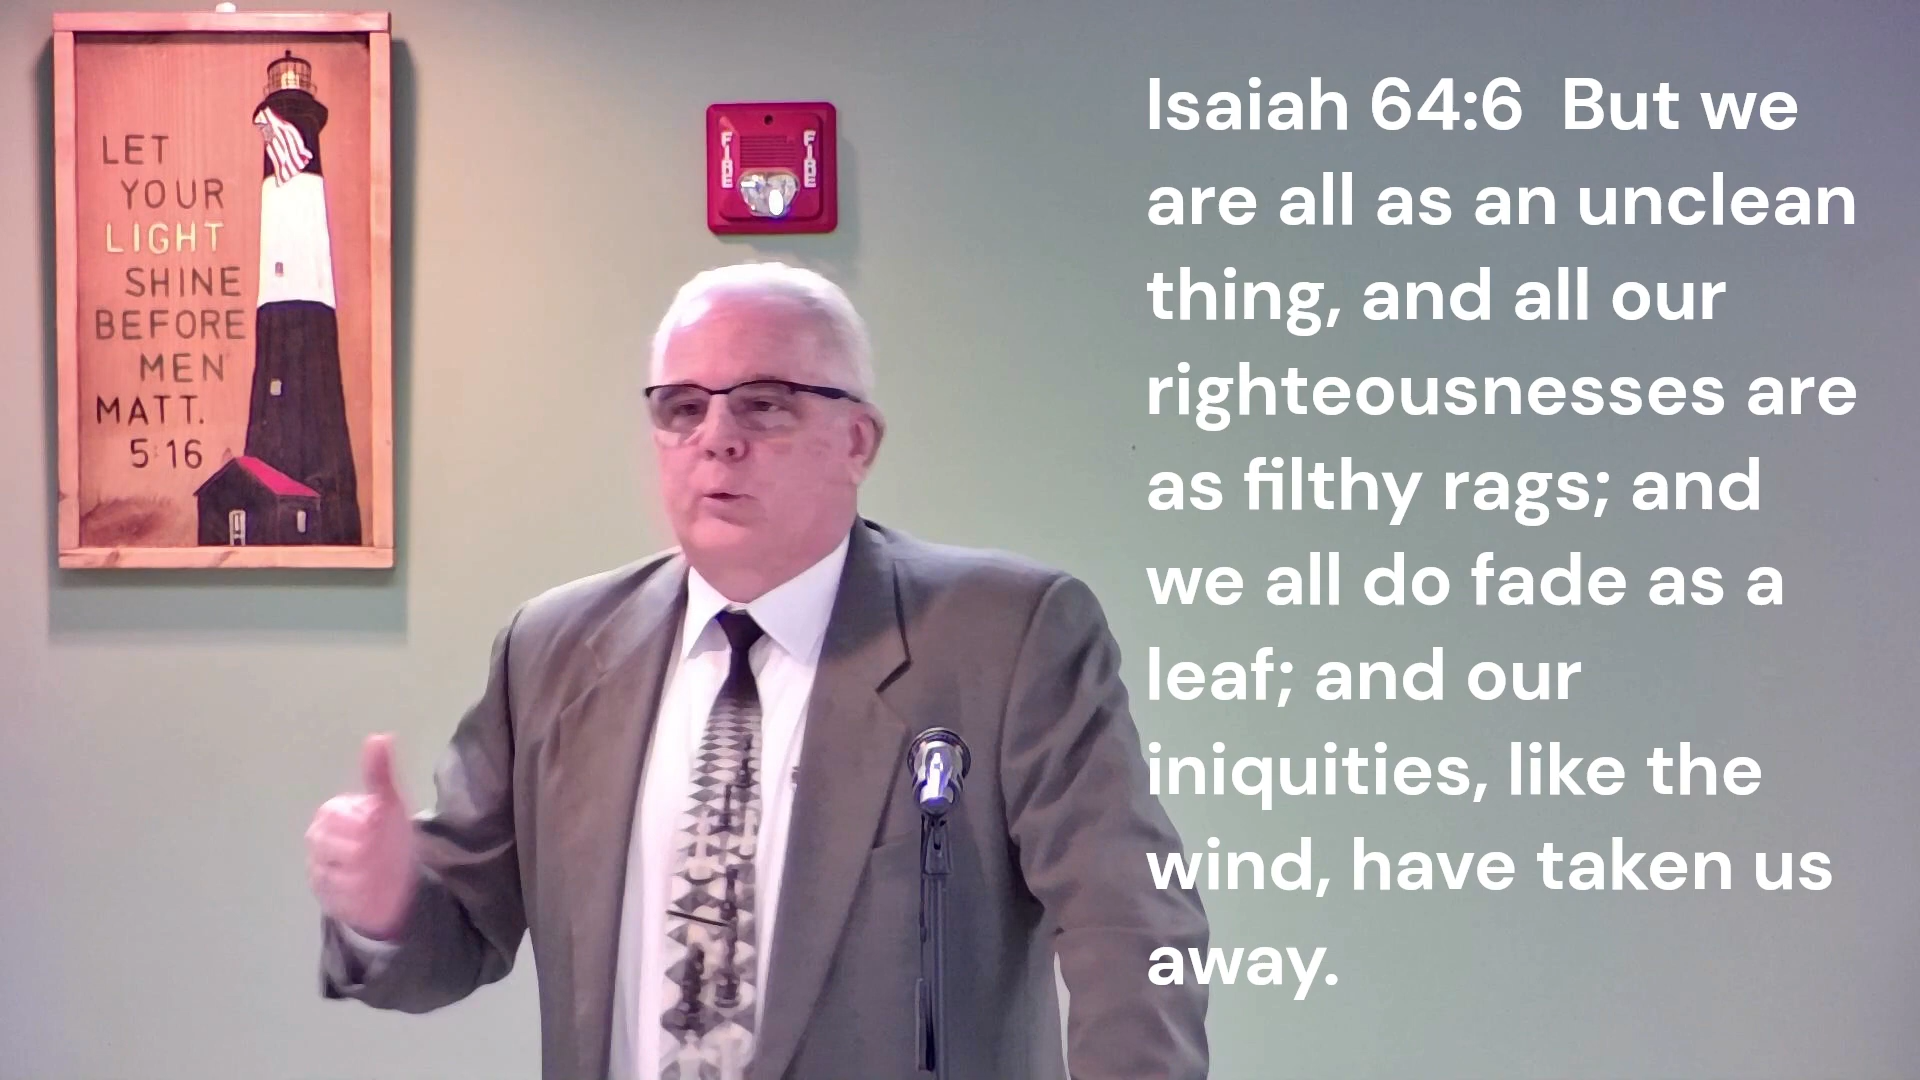 LET
YOUR
LIGHT
SHINE
BEFORE
MEN
MATT.
5:16
FIRE
FIRE
Isaiah 64:6 But we
are all as an unclean
thing, and all our
righteousnesses are
as filthy rags; and
we all do fade as a
leaf; and our
iniquities, like the
wind, have taken us
away.